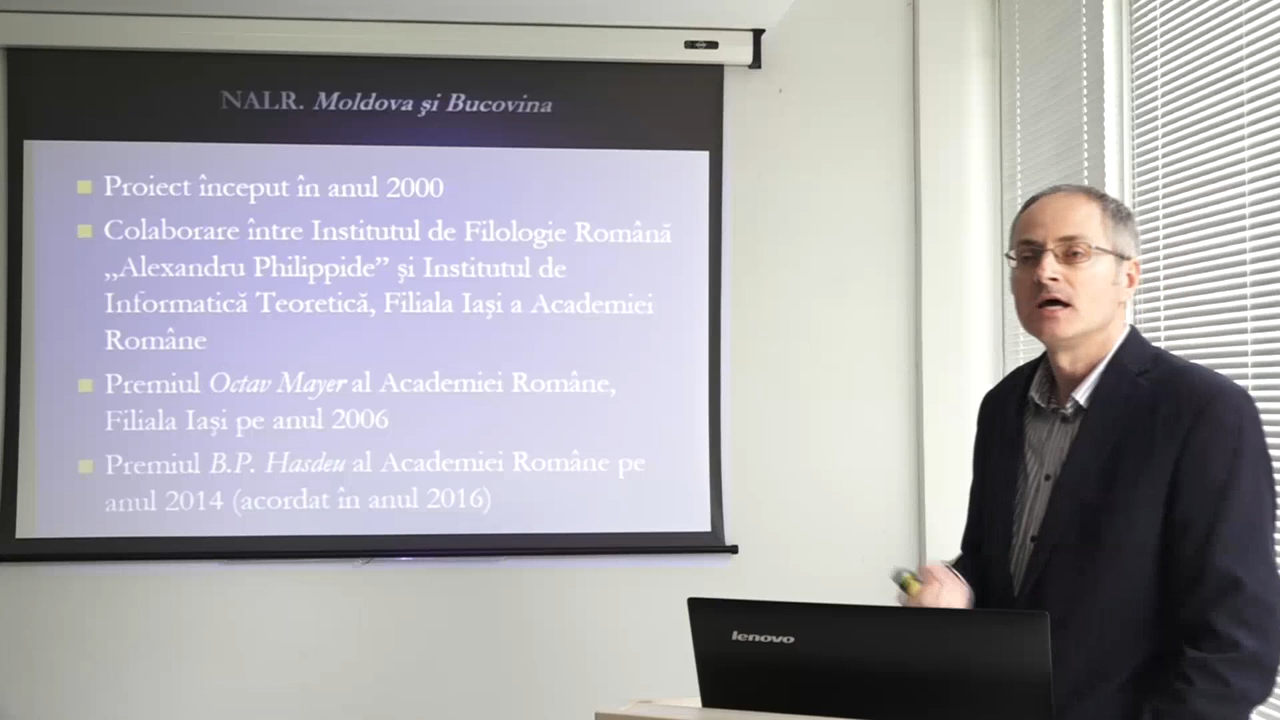 NALR. Moldova şi Bucovina
Proiect început în anul 2000
Colaborare între Institutul de Filologie Română
„Alexandru Philippide” şi Institutul de
Informatică Teoretică, Filiala Iaşi a Academiei
Române
Premiul Octav Mayer al Academiei Române,
Filiala Iaşi pe anul 2006
Premiul B.P. Hasdeu al Academiei Române pe
anul 2014 (acordat în anul 2016)
lenovo